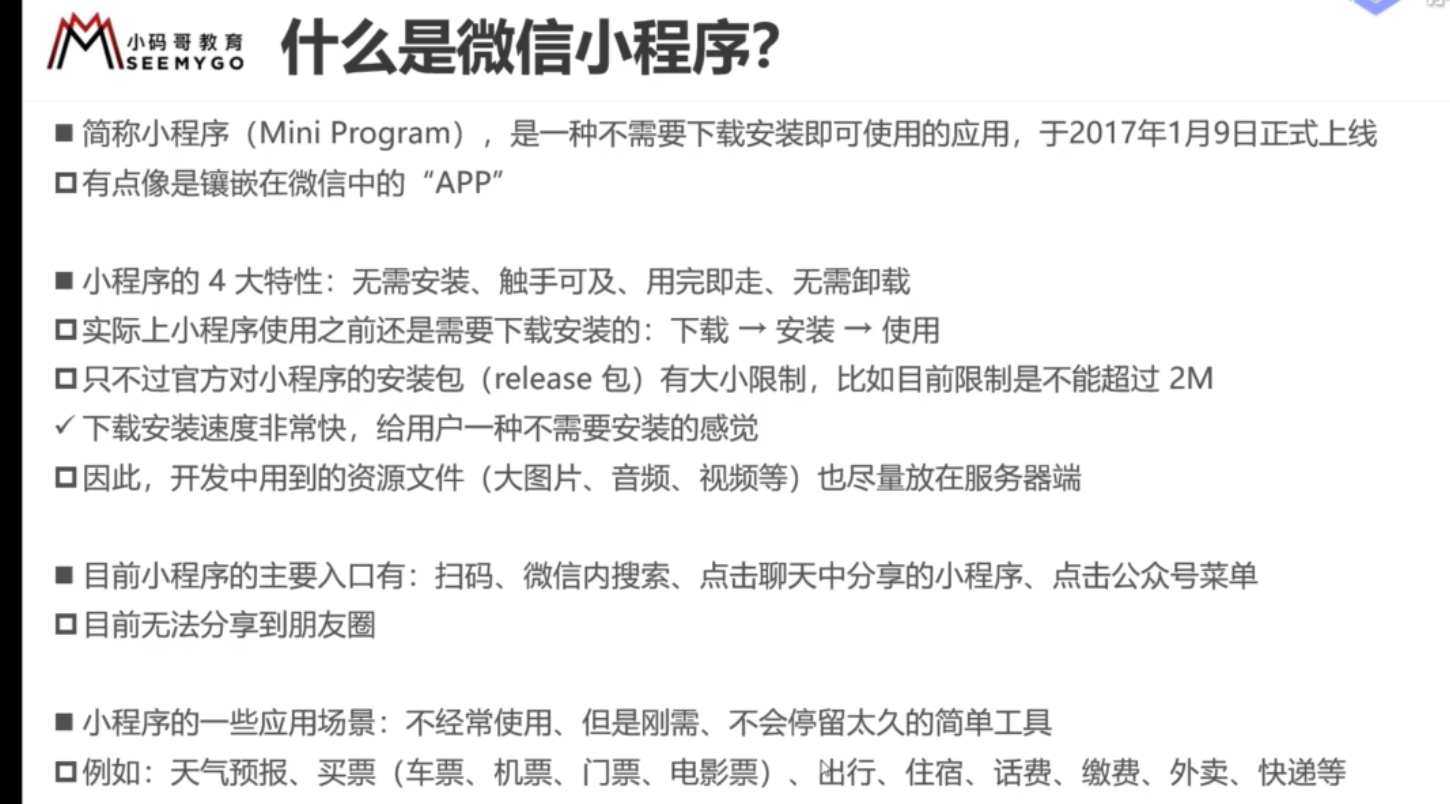 小码哥教育
SEEMYGO
什么是微信小程序?
■ 简称小程序（Mini Program），是一种不需要下载安装即可使用的应用，于2017年1月9日正式上线
有点像是镶嵌在微信中的“APP”
■ 小程序的 4 大特性：无需安装、触手可及、用完即走、无需卸载
实际上小程序使用之前还是需要下载安装的：下载 → 安装 → 使用
只不过官方对小程序的安装包（release 包）有大小限制，比如目前限制是不能超过 2M
✓ 下载安装速度非常快，给用户一种不需要安装的感觉
因此，开发中用到的资源文件（大图片、音频、视频等）也尽量放在服务器端
■ 目前小程序的主要入口有：扫码、微信内搜索、点击聊天中分享的小程序、点击公众号菜单
目前无法分享到朋友圈
■ 小程序的一些应用场景：不经常使用、但是刚需、不会停留太久的简单工具
例如：天气预报、买票（车票、机票、门票、电影票）、出行、住宿、话费、缴费、外卖、快递等